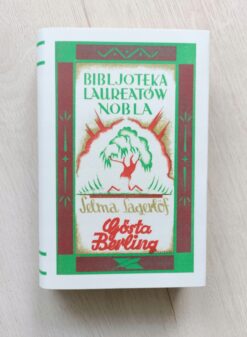 BIBLJOTEKA
LAUREATÓW
NOBLA
Selma Lagerlöf
Gösta
Berling